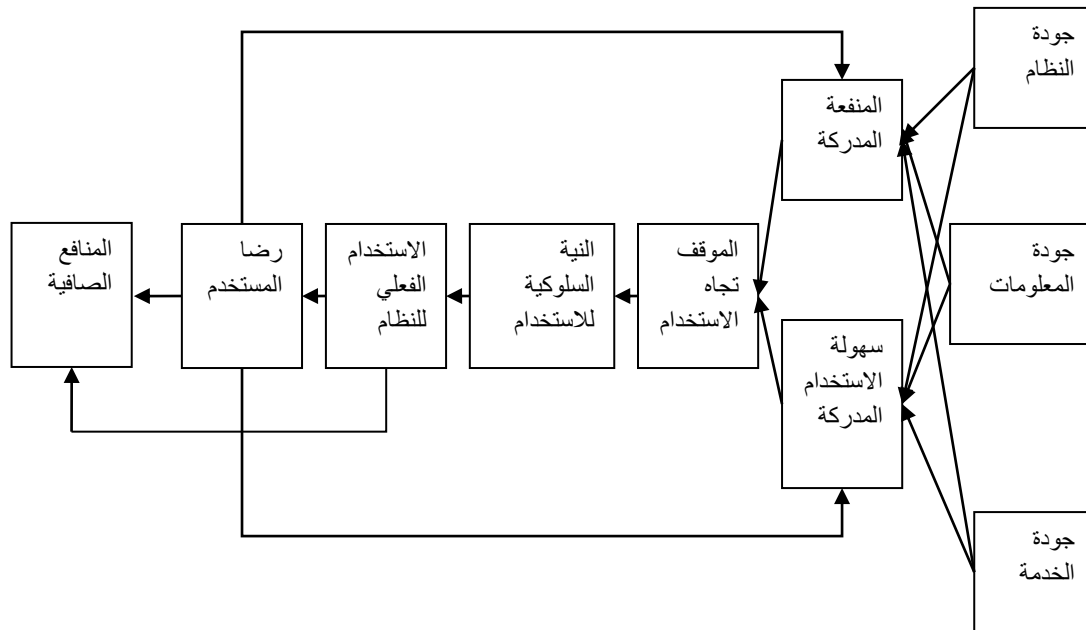 جودة
النظام
جودة
المعلومات
جودة
الخدمة
المنفعة
المدركة
سهولة
الاستخدام
المدركة
الموقف
تجاه
الاستخدام
النية
السلوكية
للاستخدام
الاستخدام
الفعلي
للنظام
رضا
المستخدم
المنافع
الصافية